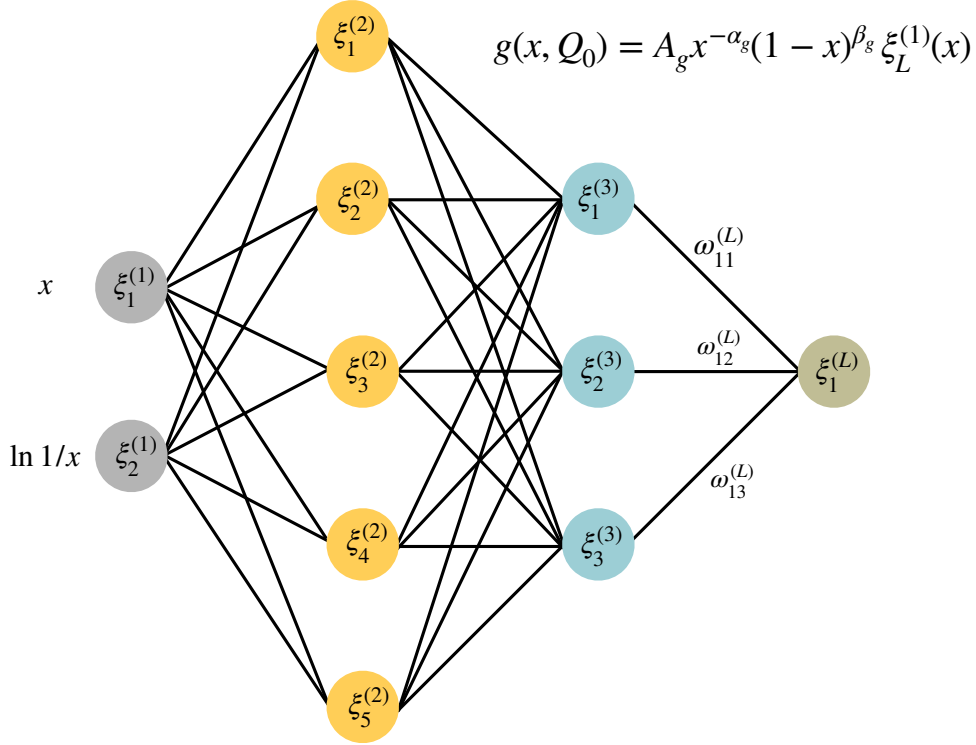 g(x, Q₀) = A_g x^{-α_g}(1 − x)^{β_g} ξ_L^{(1)}(x)
x
ln 1/x
ξ_1^{(1)}
ξ_2^{(1)}
ξ_1^{(2)}
ξ_2^{(2)}
ξ_3^{(2)}
ξ_4^{(2)}
ξ_5^{(2)}
ξ_1^{(3)}
ξ_2^{(3)}
ξ_3^{(3)}
ω_{11}^{(L)}
ω_{12}^{(L)}
ω_{13}^{(L)}
ξ_1^{(L)}